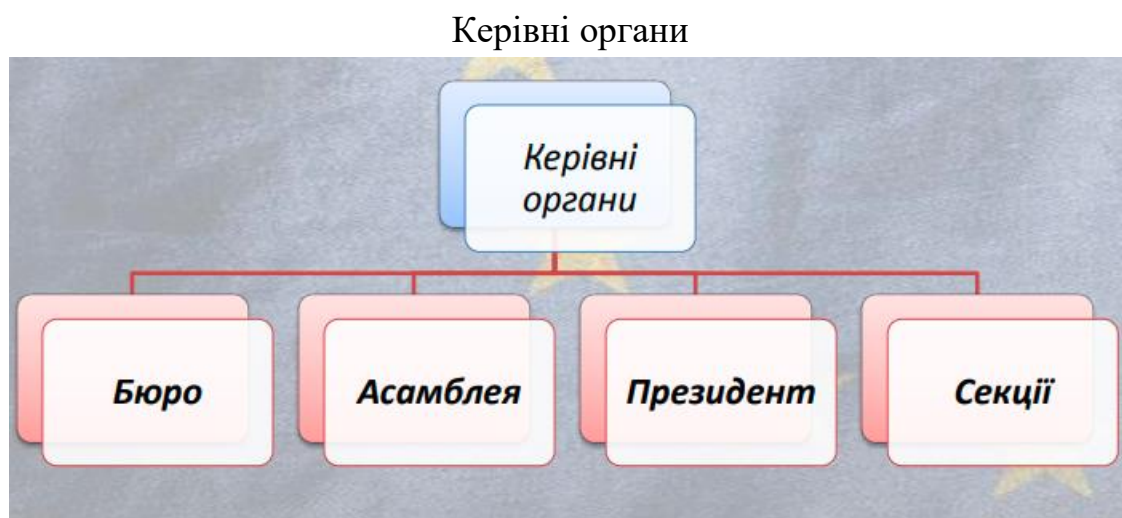 Керівні органи
Керівні
органи
Бюро
Асамблея
Президент
Секції